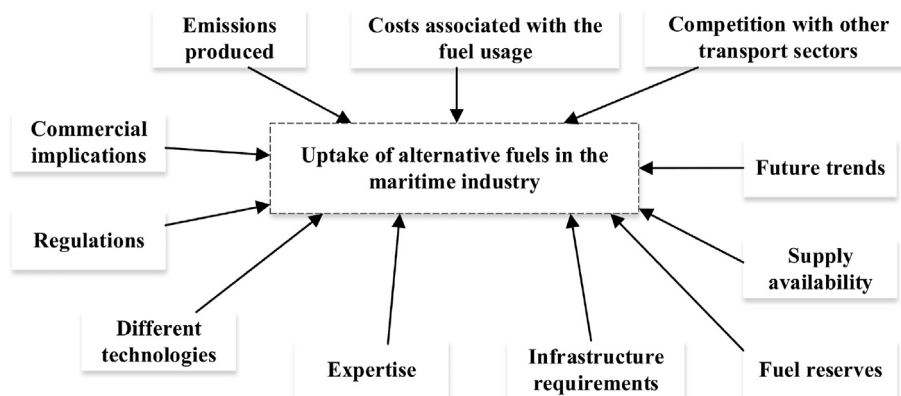 Emissions
produced
Costs associated with the
fuel usage
Competition with other
transport sectors
Commercial
implications
Uptake of alternative fuels in the
maritime industry
Future trends
Regulations
Supply
availability
Different
technologies
Expertise
Infrastructure
requirements
Fuel reserves